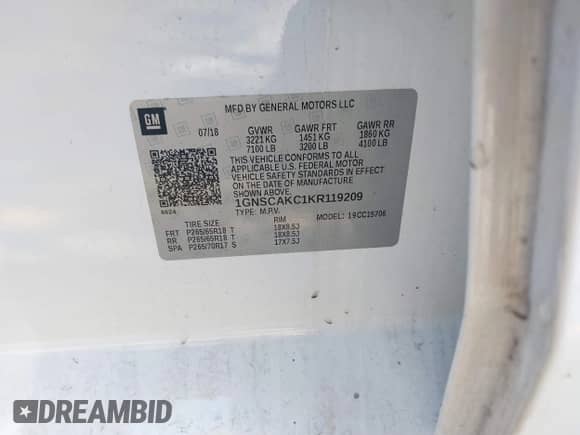 GM
MFD BY GENERAL MOTORS LLC
07/18 GVWR GAWR FRT GAWR RR
3221 KG 1451 KG 1860 KG
7100 LB 3200 LB 4100 LB
THIS VEHICLE CONFORMS TO ALL
APPLICABLE U.S. FEDERAL MOTOR
VEHICLE SAFETY STANDARDS IN EFFECT
ON THE DATE OF MANUFACTURE SHOWN
ABOVE.
1GNSCAKC1KR119209
6624 TYPE: M.P.V. MODEL: 19 CC15706
TIRE SIZE RIM
FRT P265/65R18 T 18X8.5J
RR P265/65R18 T 18X8.5J
SPA P265/70R17 S 17X7.5J
DREAMBID